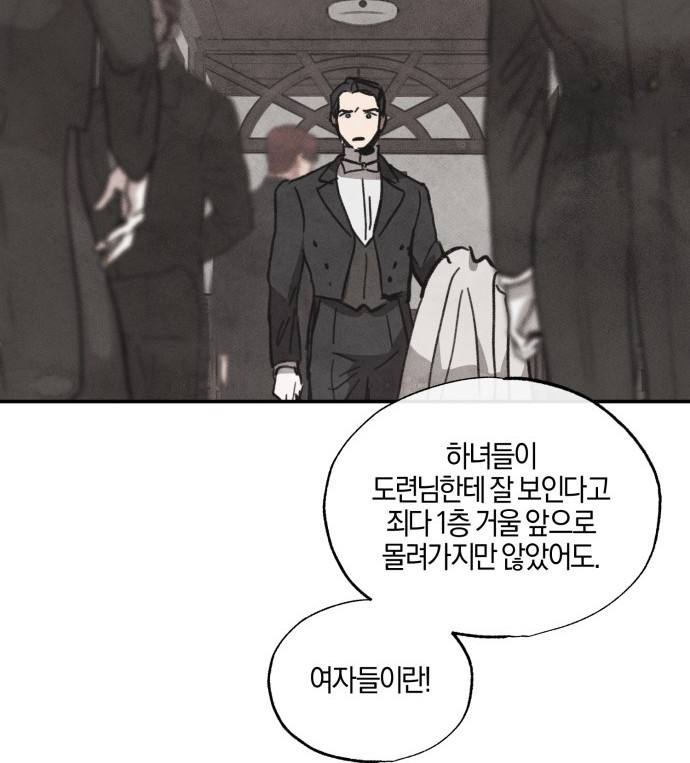 하녀들이
도련님한테 잘 보인다고
죄다 1층 거울 앞으로
몰려가지만 않았어도.
여자들이란!